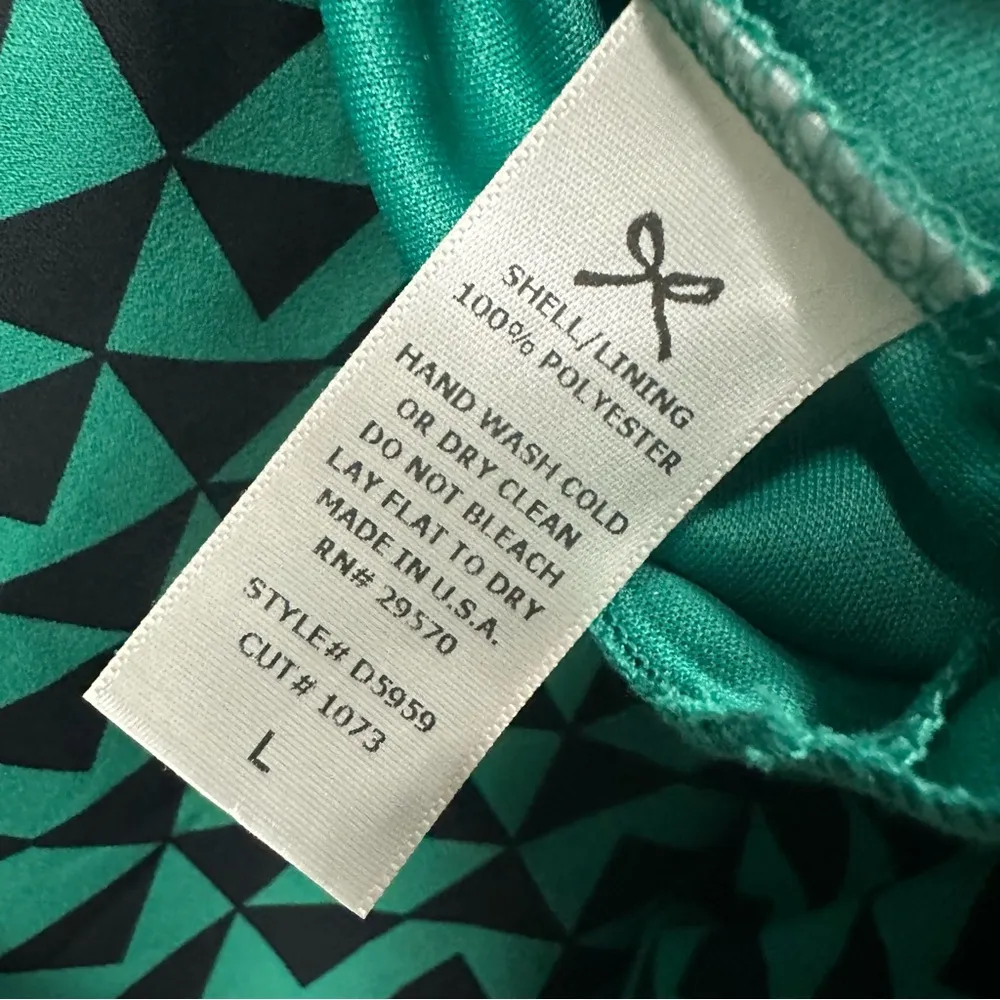 SHELL/LINING
100% POLYESTER
HAND WASH COLD
OR DRY CLEAN
DO NOT BLEACH
LAY FLAT TO DRY
MADE IN U.S.A.
RN# 29570
STYLE# D5959
CUT# 1073
L